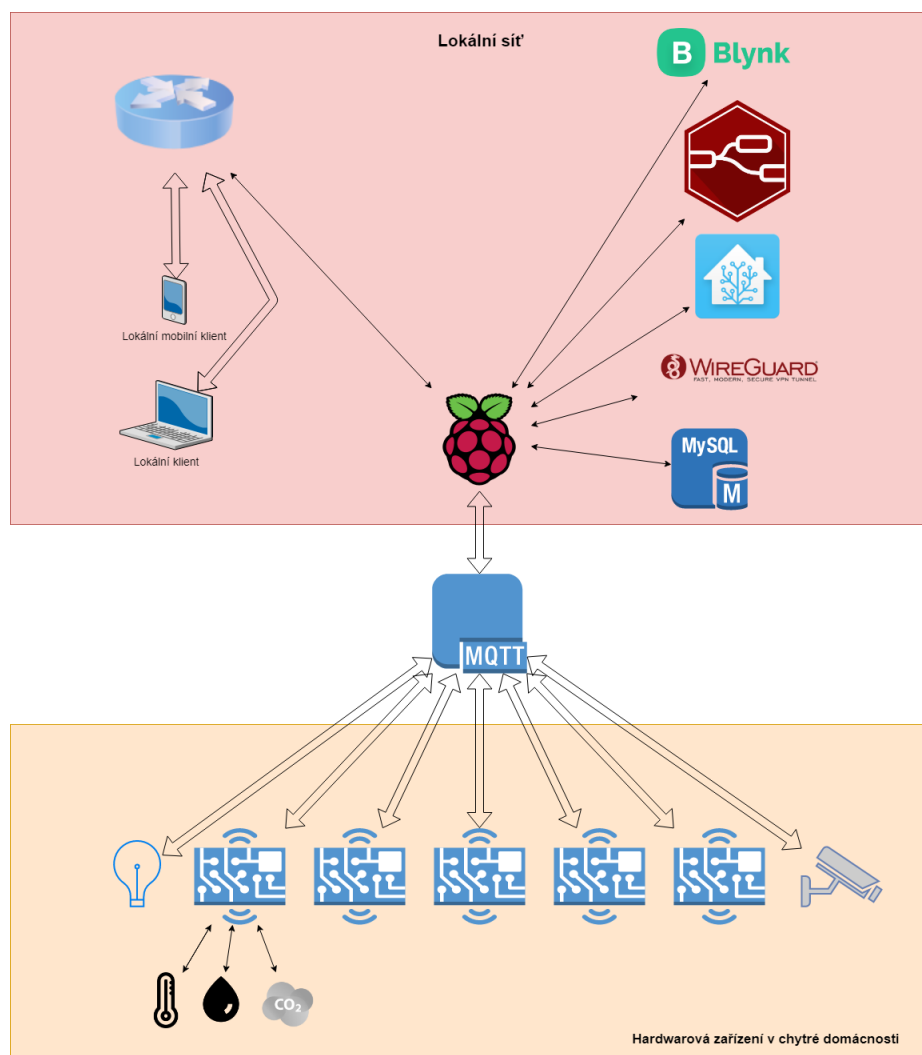 Lokální síť
B Blynk
Lokální mobilní klient
WIREGUARD
FAST, MODERN, SECURE VPN TUNNEL
Lokální klient
MySQL
M
MQTT
CO₂
Hardwarová zařízení v chytré domácnosti